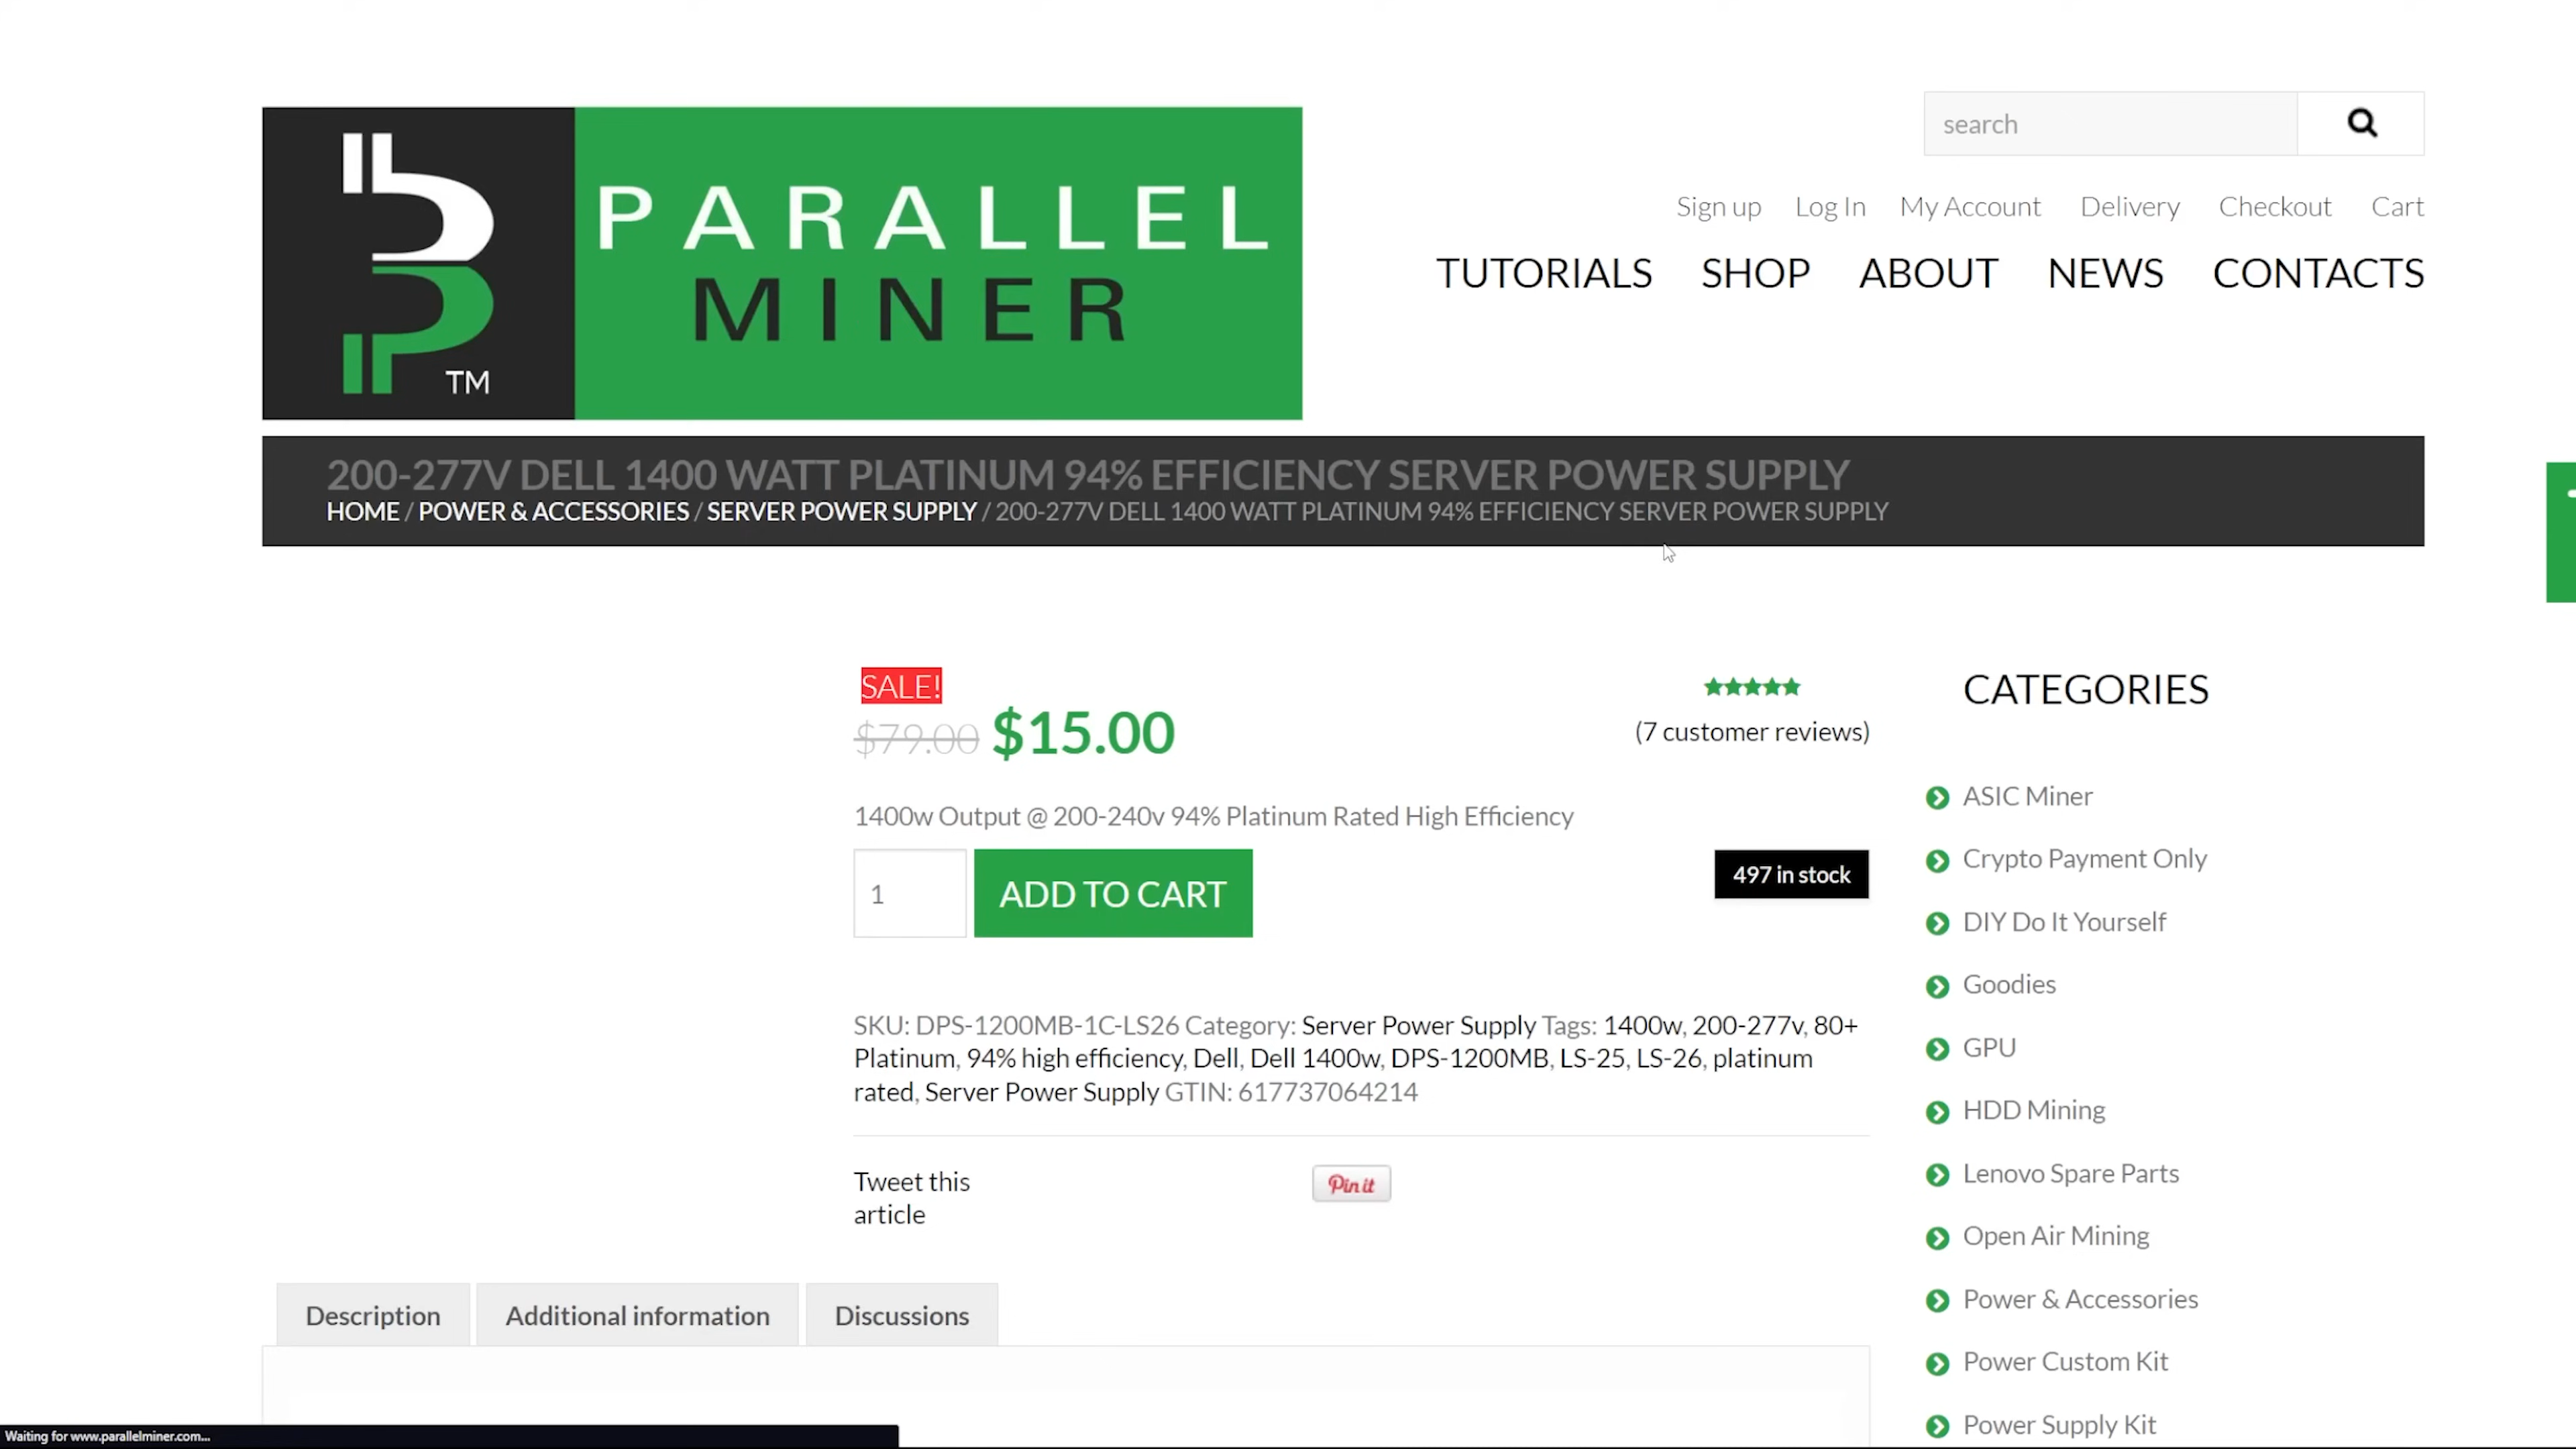 search
Sign up Log In My Account Delivery Checkout Cart
PARALLEL
MINER
TM
TUTORIALS SHOP ABOUT NEWS CONTACTS
200-277V DELL 1400 WATT PLATINUM 94% EFFICIENCY SERVER POWER SUPPLY
HOME / POWER & ACCESSORIES / SERVER POWER SUPPLY / 200-277V DELL 1400 WATT PLATINUM 94% EFFICIENCY SERVER POWER SUPPLY
SALE!
$79.00 $15.00
(7 customer reviews)
1400w Output @ 200-240v 94% Platinum Rated High Efficiency
1
ADD TO CART
497 in stock
SKU: DPS-1200MB-1C-LS26 Category: Server Power Supply Tags: 1400w, 200-277v, 80+
Platinum, 94% high efficiency, Dell, Dell 1400w, DPS-1200MB, LS-25, LS-26, platinum
rated, Server Power Supply GTIN: 617737064214
Tweet this
article
Pin it
Description
Additional information
Discussions
CATEGORIES
ASIC Miner
Crypto Payment Only
DIY Do It Yourself
Goodies
GPU
HDD Mining
Lenovo Spare Parts
Open Air Mining
Power & Accessories
Power Custom Kit
Power Supply Kit
Waiting for www.parallelminer.com...